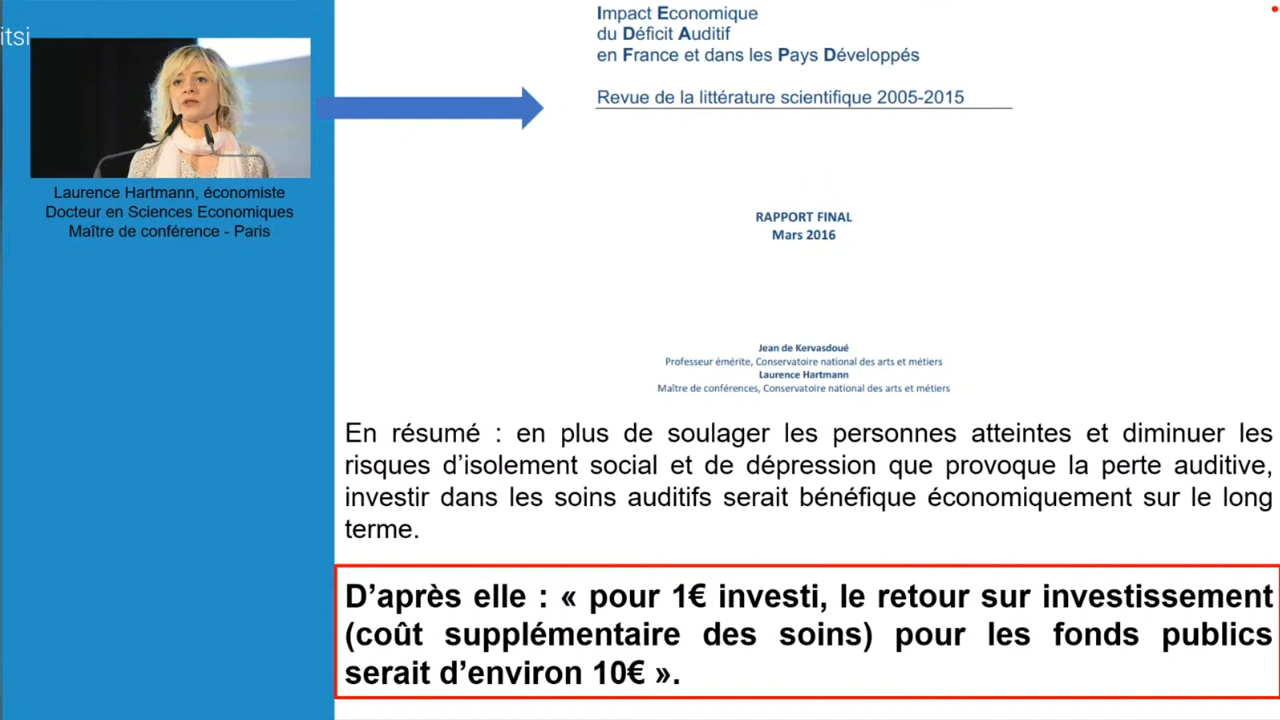 itsi
Laurence Hartmann, économiste
Docteur en Sciences Economiques
Maître de conférence - Paris
Impact Economique
du Déficit Auditif
en France et dans les Pays Développés
Revue de la littérature scientifique 2005-2015
RAPPORT FINAL
Mars 2016
Jean de Kervasdoué
Professeur émérite, Conservatoire national des arts et métiers
Laurence Hartmann
Maître de conférences, Conservatoire national des arts et métiers
En résumé : en plus de soulager les personnes atteintes et diminuer les
risques d’isolement social et de dépression que provoque la perte auditive,
investir dans les soins auditifs serait bénéfique économiquement sur le long
terme.
D’après elle : « pour 1€ investi, le retour sur investissement
(coût supplémentaire des soins) pour les fonds publics
serait d’environ 10€ ».